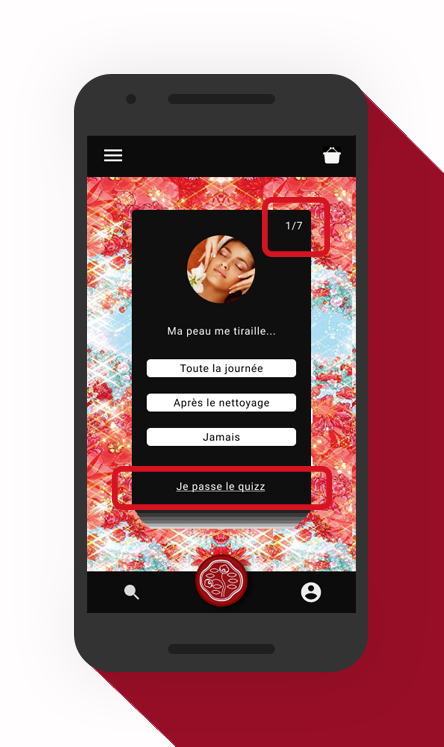 1/7
Ma peau me tiraille...
Toute la journée
Après le nettoyage
Jamais
Je passe le quizz